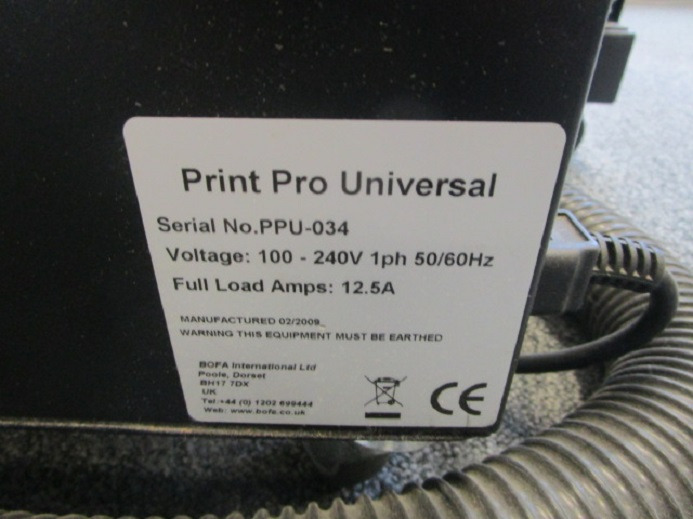 Print Pro Universal
Serial No.PPU-034
Voltage: 100 - 240V 1ph 50/60Hz
Full Load Amps: 12.5A
MANUFACTURED 02/2009_
WARNING THIS EQUIPMENT MUST BE EARTHED
BOFA International Ltd
Poole, Dorset
BH17 7DX
UK
Tel:+44 (0) 1202 699444
Web: www.bofa.co.uk
CE